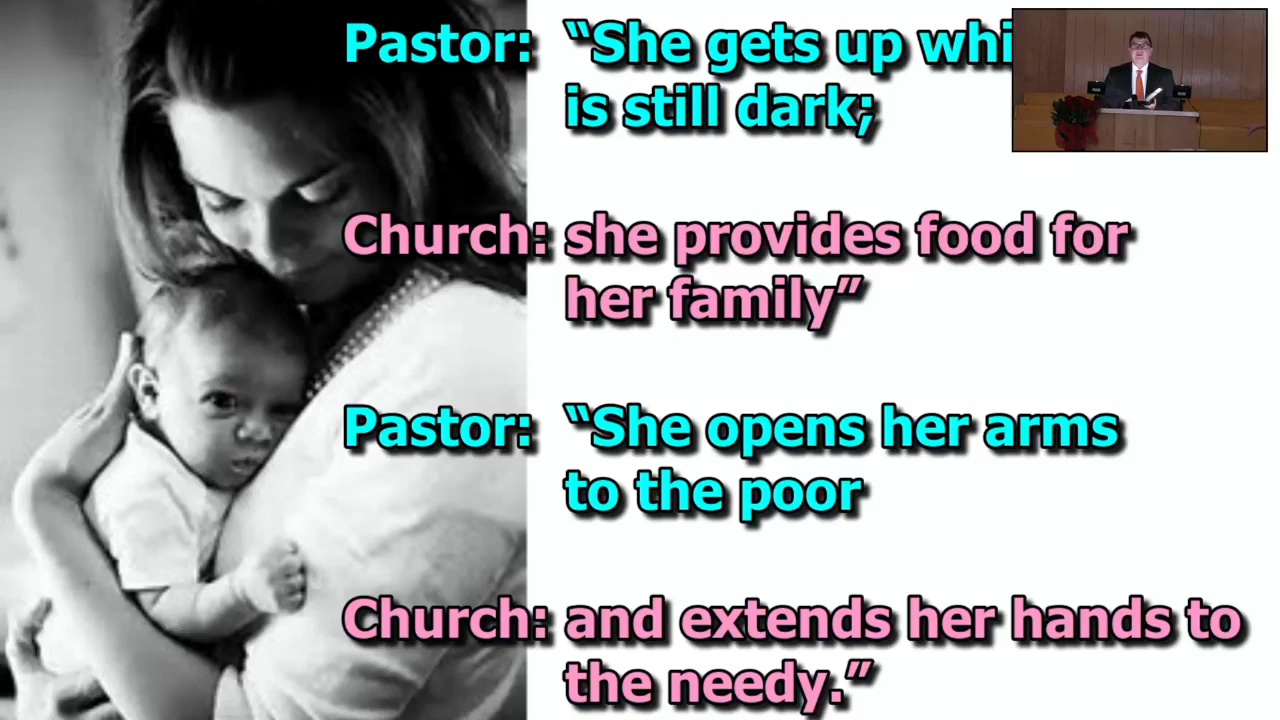 Pastor: “She gets up
is still dark;
Church: she provides food for
her family”
Pastor: “She opens her arms
to the poor
Church: and extends her hands to
the needy.”